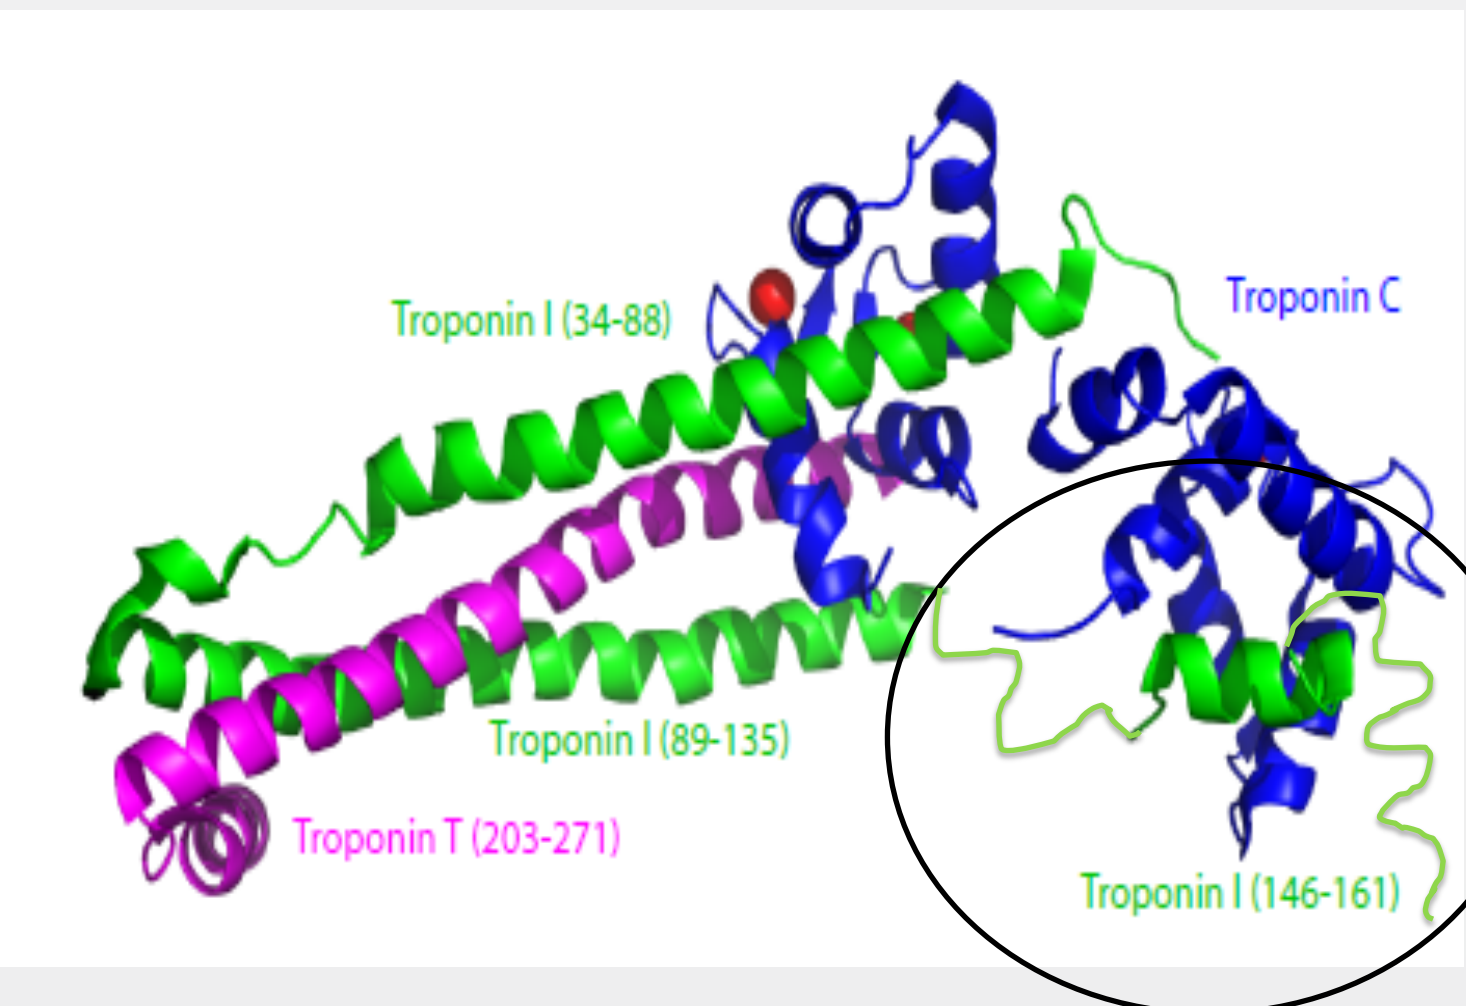 Troponin C
Troponin I (34-88)
Troponin I (89-135)
Troponin T (203-271)
Troponin I (146-161)